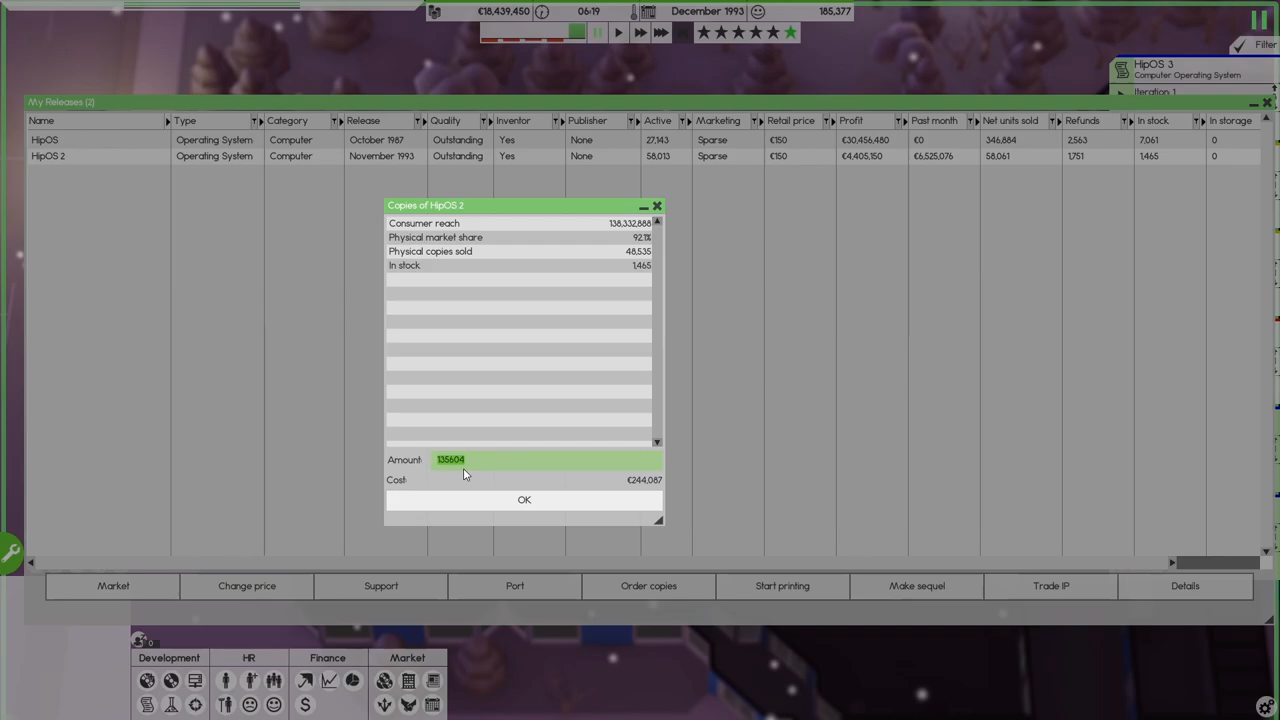 €18,439,450 06/19 December 1993 185,377
Filter
HipOS 3
Computer Operating System
Iteration 1
My Releases (2)
Name Type Category Release Quality Inventor Publisher Active Marketing Retail price Profit Past month Net units sold Refunds In stock In storage
HipOS Operating System Computer October 1987 Outstanding Yes None 27,143 Sparse €150 €30,456,480 €0 346,884 2,563 7,061 0
HipOS 2 Operating System Computer November 1993 Outstanding Yes None 58,013 Sparse €150 €4,405,150 €6,525,076 58,061 1,751 1,465 0
Copies of HipOS 2
Consumer reach 138,332,888
Physical market share 92.1%
Physical copies sold 48,535
In stock 1,465
Amount 135604
Cost €244,087
OK
Market Change price Support Port Order copies Start printing Make sequel Trade IP Details
0
Development HR Finance Market